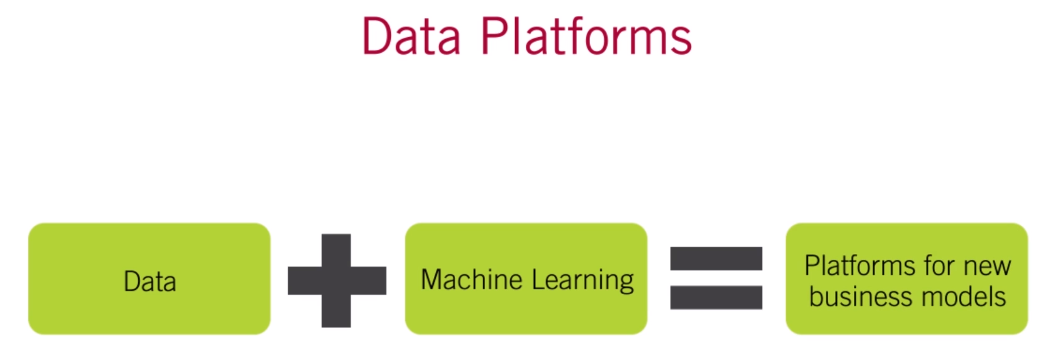 Data Platforms
Data
Machine Learning
Platforms for new
business models